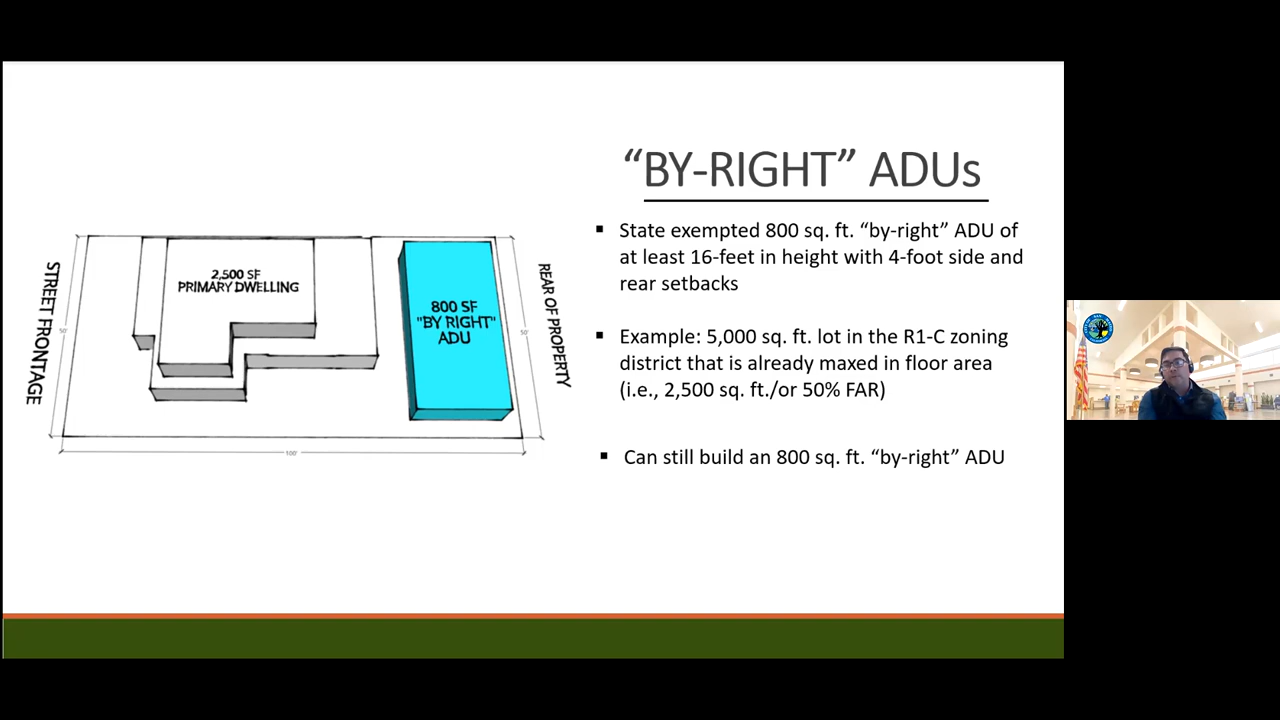 “BY-RIGHT” ADUs
▪ State exempted 800 sq. ft. “by-right” ADU of
at least 16-feet in height with 4-foot side and
rear setbacks
▪ Example: 5,000 sq. ft. lot in the R1-C zoning
district that is already maxed in floor area
(i.e., 2,500 sq. ft./or 50% FAR)
▪ Can still build an 800 sq. ft. “by-right” ADU
STREET FRONTAGE
50'
2,500 SF
PRIMARY DWELLING
800 SF
"BY RIGHT"
ADU
50'
REAR OF PROPERTY
100'